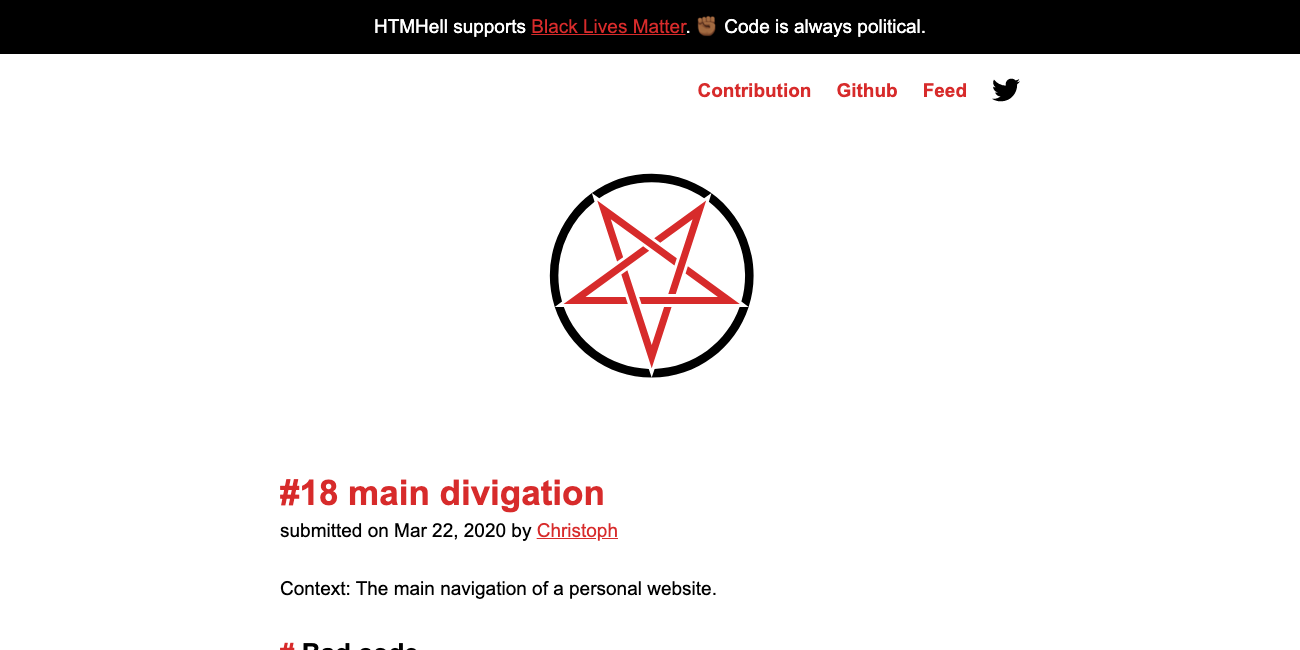 HTMHell supports Black Lives Matter. ✊🏾 Code is always political.
Contribution Github Feed
#18 main divigation
submitted on Mar 22, 2020 by Christoph
Context: The main navigation of a personal website.
# Bad code